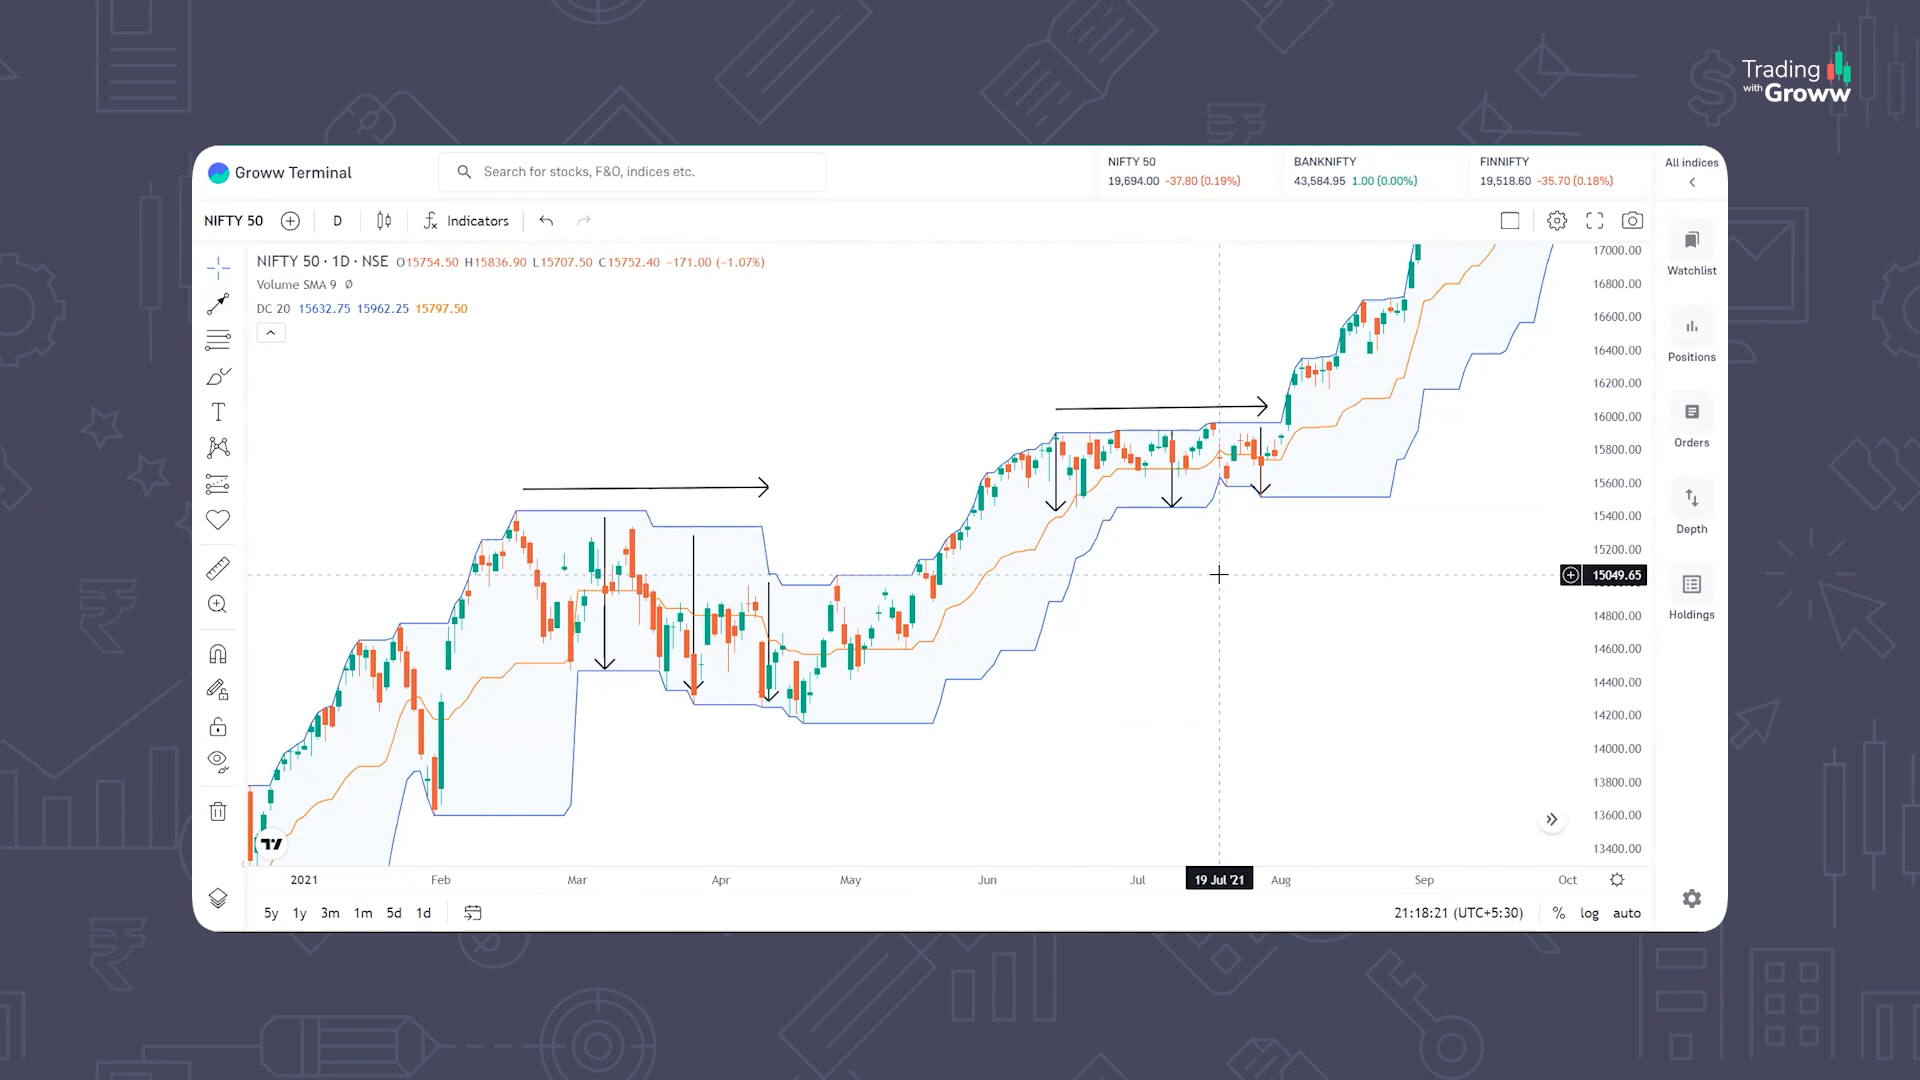 Trading
with Groww
Groww Terminal
Search for stocks, F&O, indices etc.
NIFTY 50
19,694.00 -37.80 (0.19%)
BANKNIFTY
43,584.95 1.00 (0.00%)
FINNIFTY
19,518.60 -35.70 (0.18%)
All indices
NIFTY 50
D
Indicators
NIFTY 50 · 1D · NSE O15754.50 H15836.90 L15707.50 C15752.40 −171.00 (−1.07%)
Volume SMA 9 Ø
DC 20 15632.75 15962.25 15797.50
17000.00
16800.00
16600.00
16400.00
16200.00
16000.00
15800.00
15600.00
15400.00
15200.00
15049.65
14800.00
14600.00
14400.00
14200.00
14000.00
13800.00
13600.00
13400.00
Watchlist
Positions
Orders
Depth
Holdings
2021 Feb Mar Apr May Jun Jul 19 Jul '21 Aug Sep Oct
5y 1y 3m 1m 5d 1d
21:18:21 (UTC+5:30) % log auto